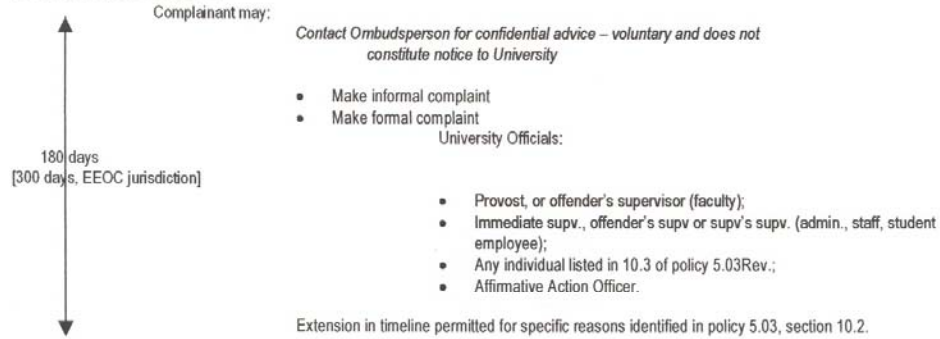 Complainant may:
Contact Ombudsperson for confidential advice – voluntary and does not
constitute notice to University
• Make informal complaint
• Make formal complaint
University Officials:
180 days
[300 days, EEOC jurisdiction]
• Provost, or offender's supervisor (faculty);
• Immediate supv., offender's supv or supv's supv. (admin., staff, student
employee);
• Any individual listed in 10.3 of policy 5.03Rev.;
• Affirmative Action Officer.
Extension in timeline permitted for specific reasons identified in policy 5.03, section 10.2.